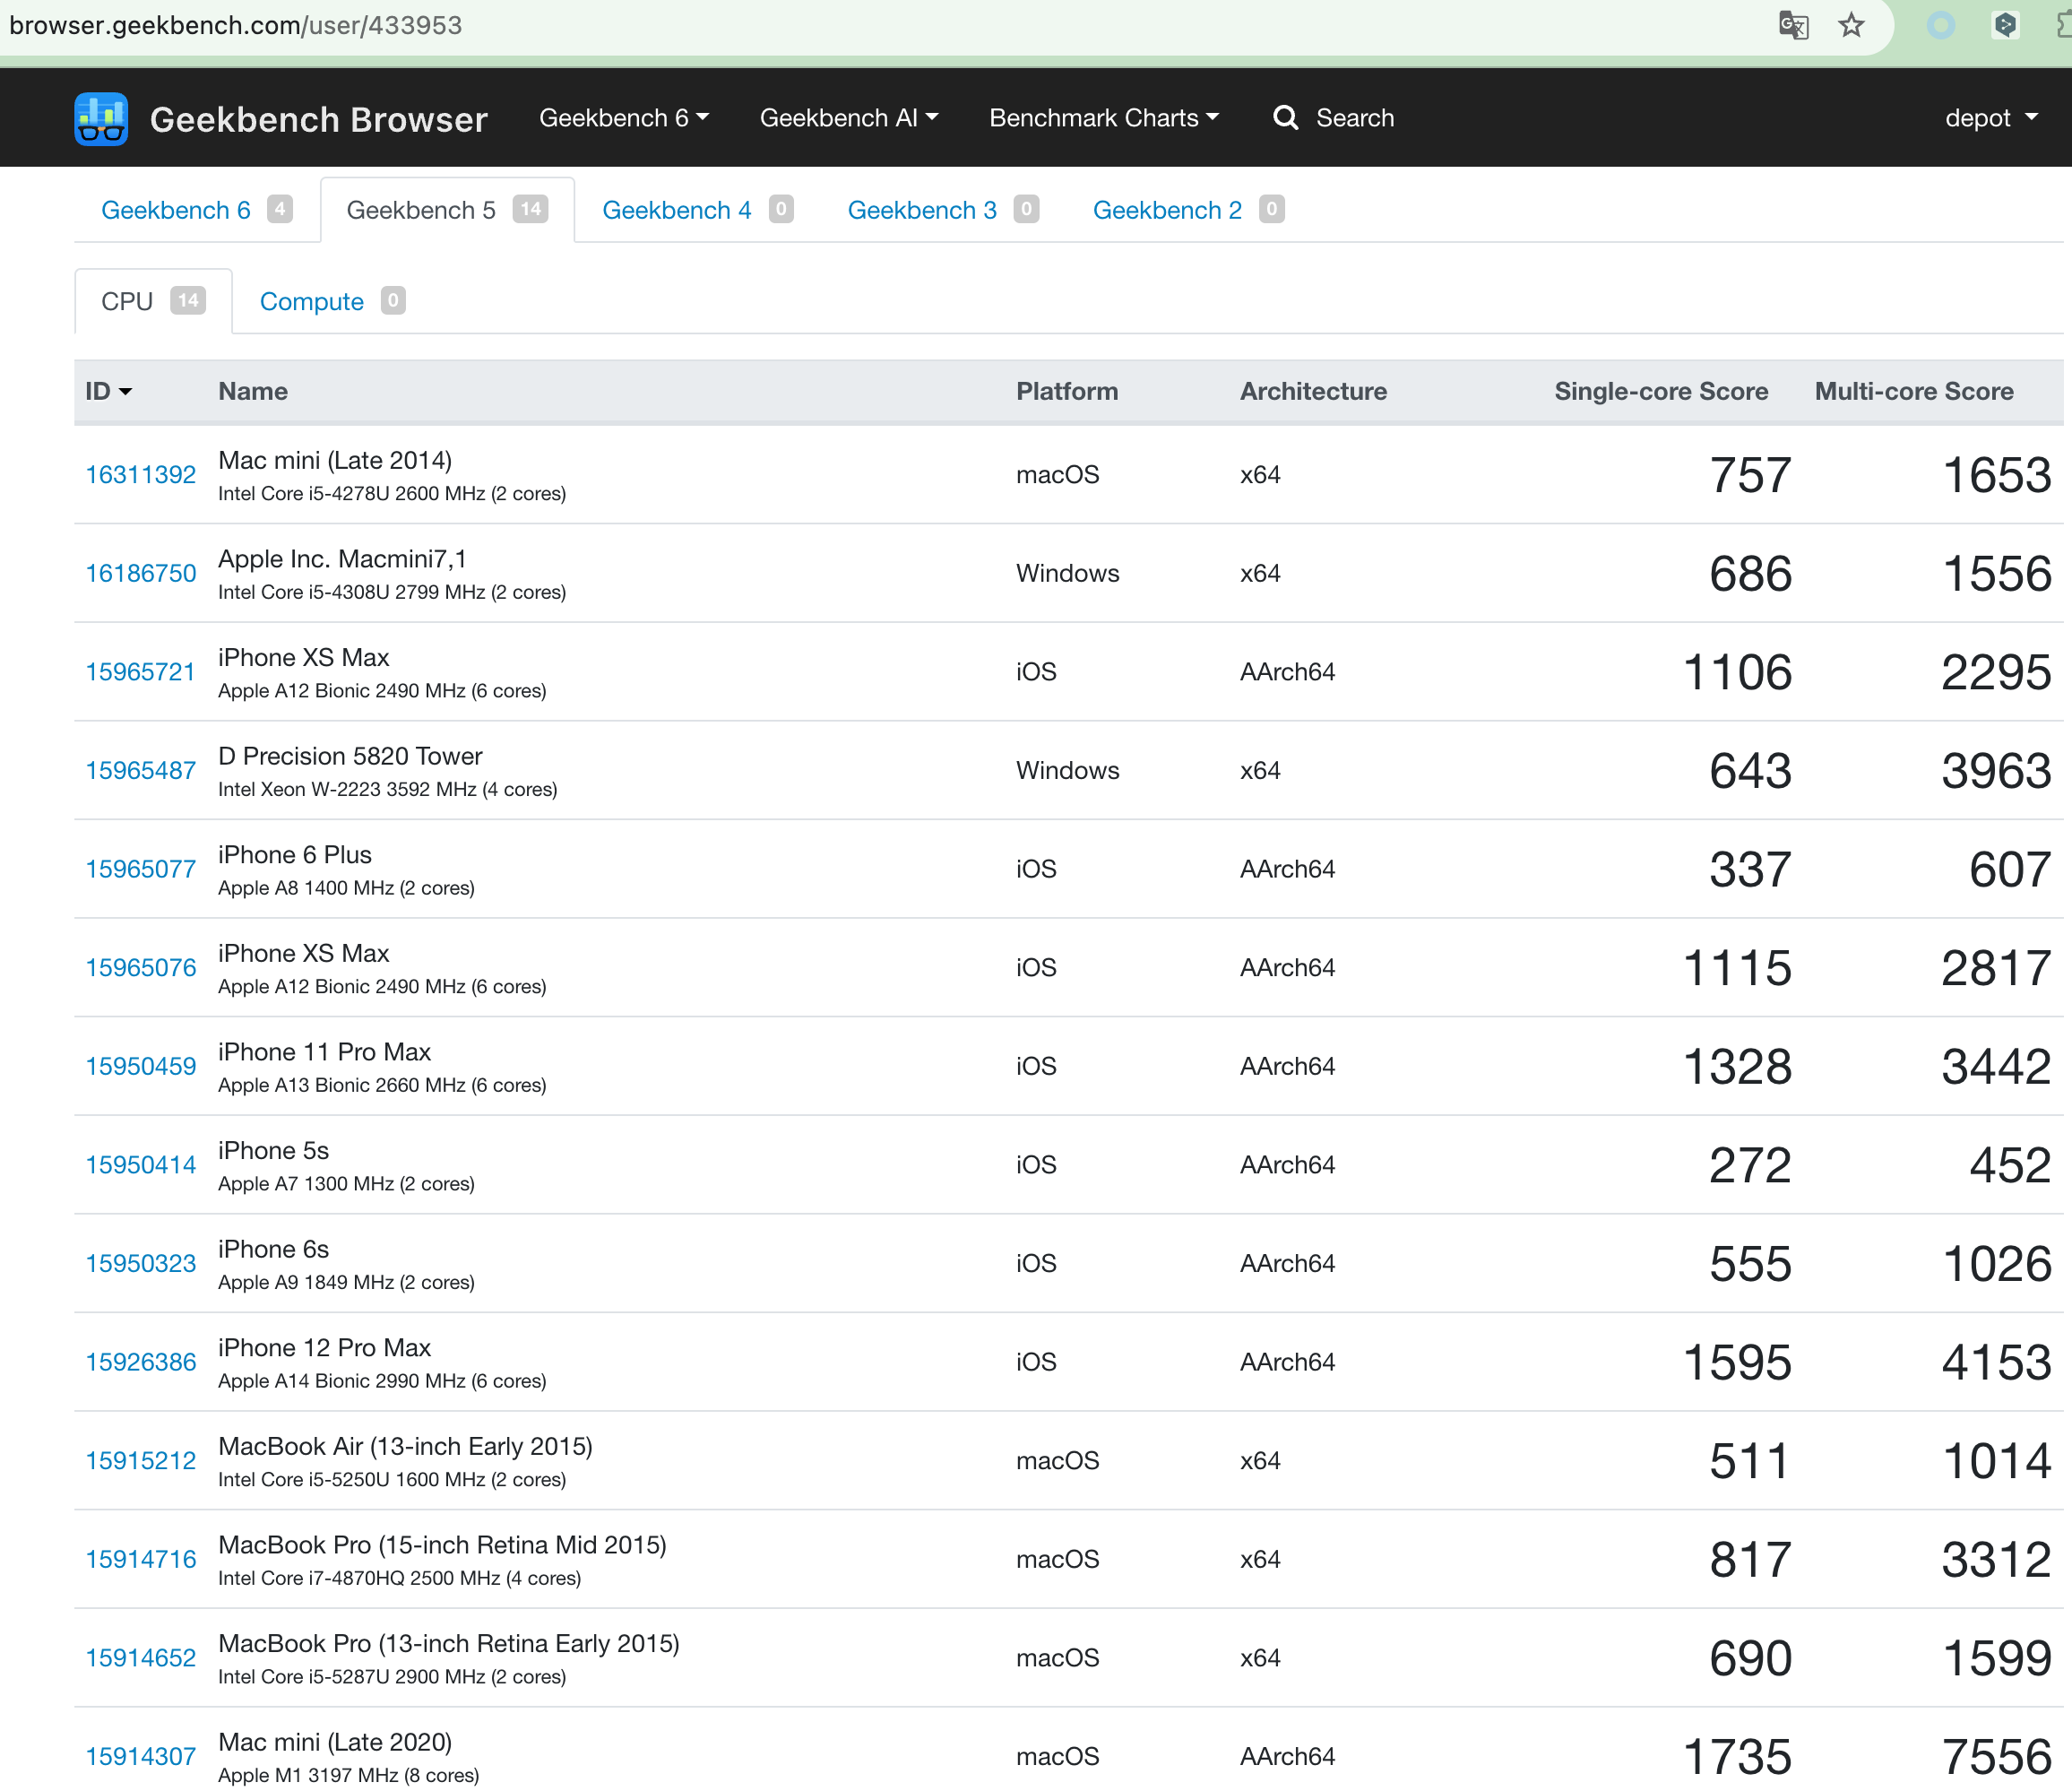 browser.geekbench.com/user/433953
Geekbench Browser Geekbench 6 Geekbench AI Benchmark Charts Search depot
Geekbench 6 4 Geekbench 5 14 Geekbench 4 0 Geekbench 3 0 Geekbench 2 0
CPU 14 Compute 0
ID Name Platform Architecture Single-core Score Multi-core Score
16311392 Mac mini (Late 2014) macOS x64 757 1653
Intel Core i5-4278U 2600 MHz (2 cores)
16186750 Apple Inc. Macmini7,1 Windows x64 686 1556
Intel Core i5-4308U 2799 MHz (2 cores)
15965721 iPhone XS Max iOS AArch64 1106 2295
Apple A12 Bionic 2490 MHz (6 cores)
15965487 D Precision 5820 Tower Windows x64 643 3963
Intel Xeon W-2223 3592 MHz (4 cores)
15965077 iPhone 6 Plus iOS AArch64 337 607
Apple A8 1400 MHz (2 cores)
15965076 iPhone XS Max iOS AArch64 1115 2817
Apple A12 Bionic 2490 MHz (6 cores)
15950459 iPhone 11 Pro Max iOS AArch64 1328 3442
Apple A13 Bionic 2660 MHz (6 cores)
15950414 iPhone 5s iOS AArch64 272 452
Apple A7 1300 MHz (2 cores)
15950323 iPhone 6s iOS AArch64 555 1026
Apple A9 1849 MHz (2 cores)
15926386 iPhone 12 Pro Max iOS AArch64 1595 4153
Apple A14 Bionic 2990 MHz (6 cores)
15915212 MacBook Air (13-inch Early 2015) macOS x64 511 1014
Intel Core i5-5250U 1600 MHz (2 cores)
15914716 MacBook Pro (15-inch Retina Mid 2015) macOS x64 817 3312
Intel Core i7-4870HQ 2500 MHz (4 cores)
15914652 MacBook Pro (13-inch Retina Early 2015) macOS x64 690 1599
Intel Core i5-5287U 2900 MHz (2 cores)
15914307 Mac mini (Late 2020) macOS AArch64 1735 7556
Apple M1 3197 MHz (8 cores)